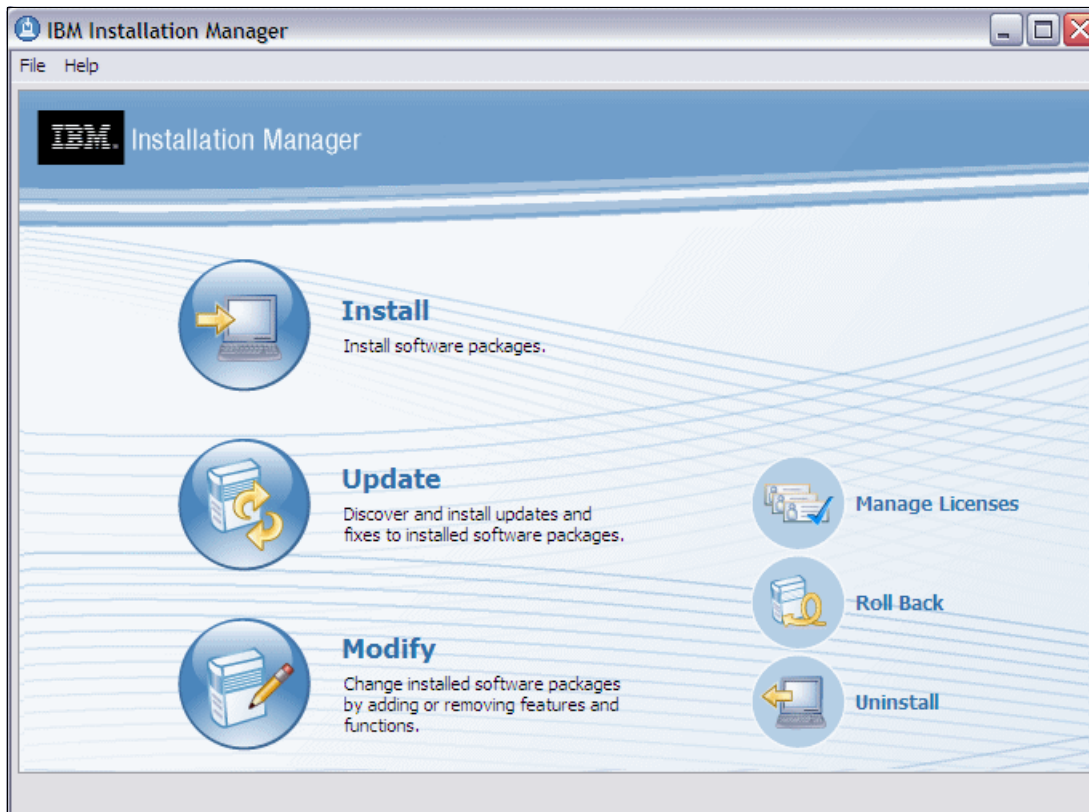 IBM Installation Manager
File Help
IBM. Installation Manager
Install
Install software packages.
Update
Discover and install updates and
fixes to installed software packages.
Modify
Change installed software packages
by adding or removing features and
functions.
Manage Licenses
Roll Back
Uninstall